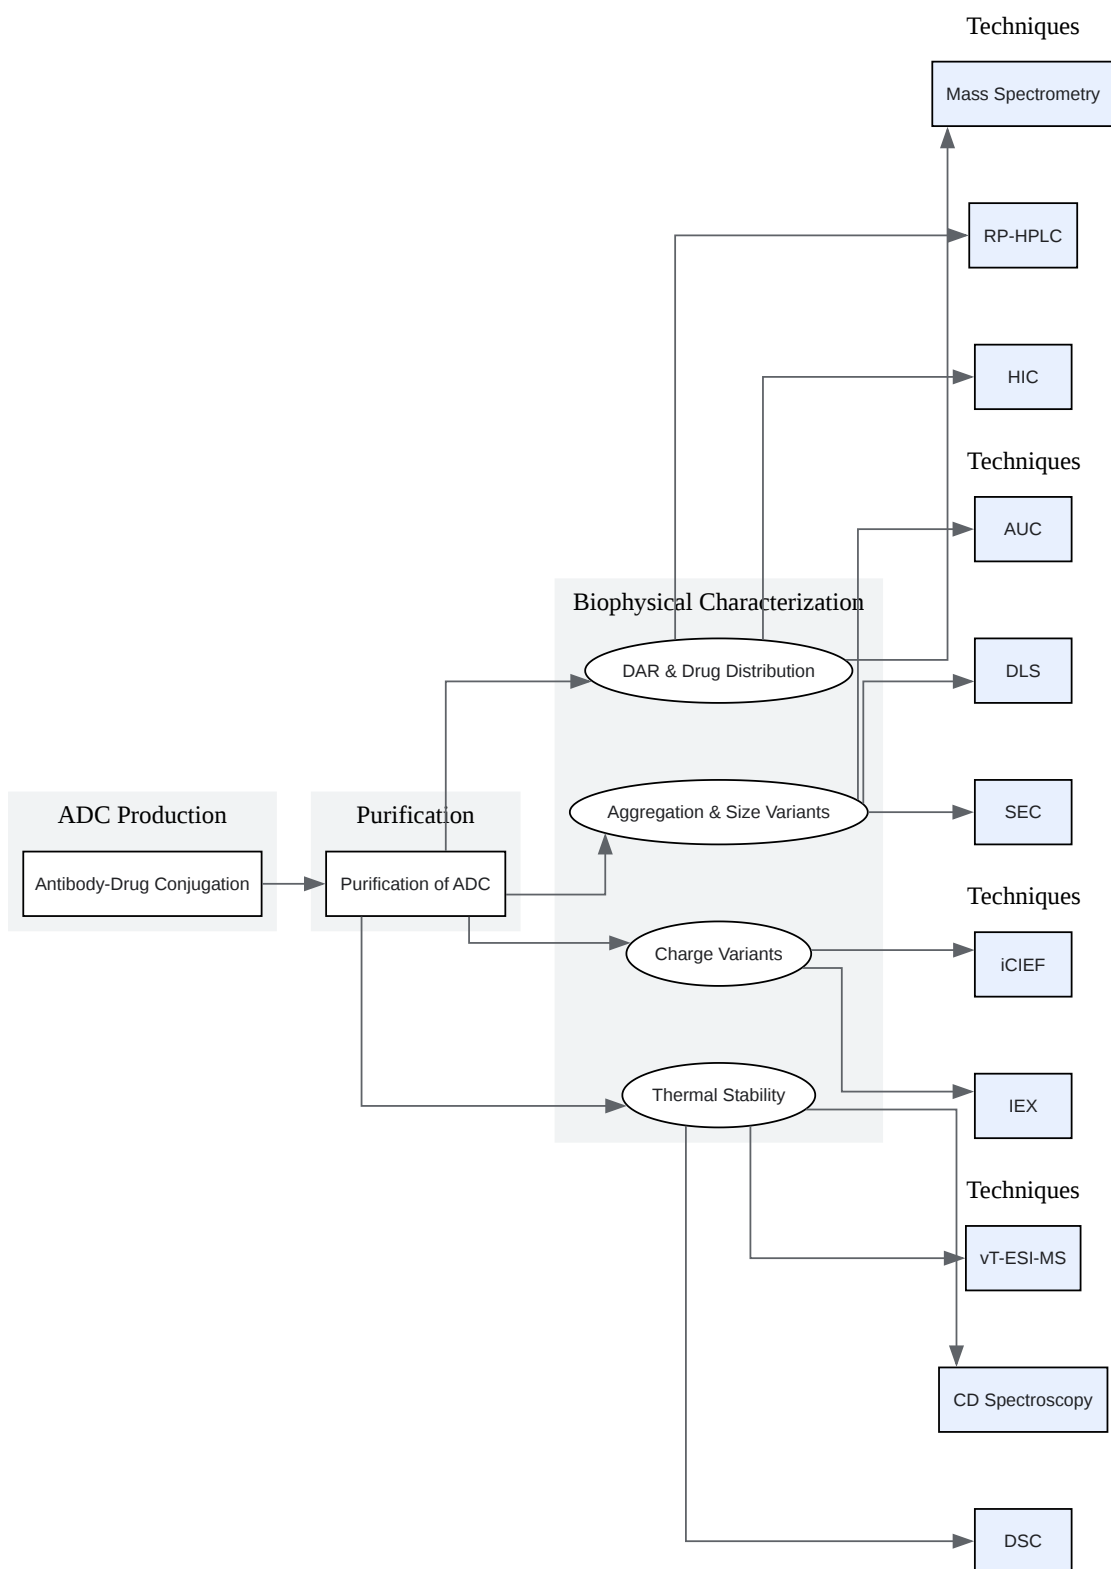 Techniques
Mass Spectrometry
RP-HPLC
HIC
Techniques
AUC
Biophysical Characterization
DAR & Drug Distribution
DLS
ADC Production
Purification
Aggregation & Size Variants
SEC
Antibody-Drug Conjugation
Purification of ADC
Techniques
Charge Variants
iCIEF
Thermal Stability
IEX
Techniques
vT-ESI-MS
CD Spectroscopy
DSC